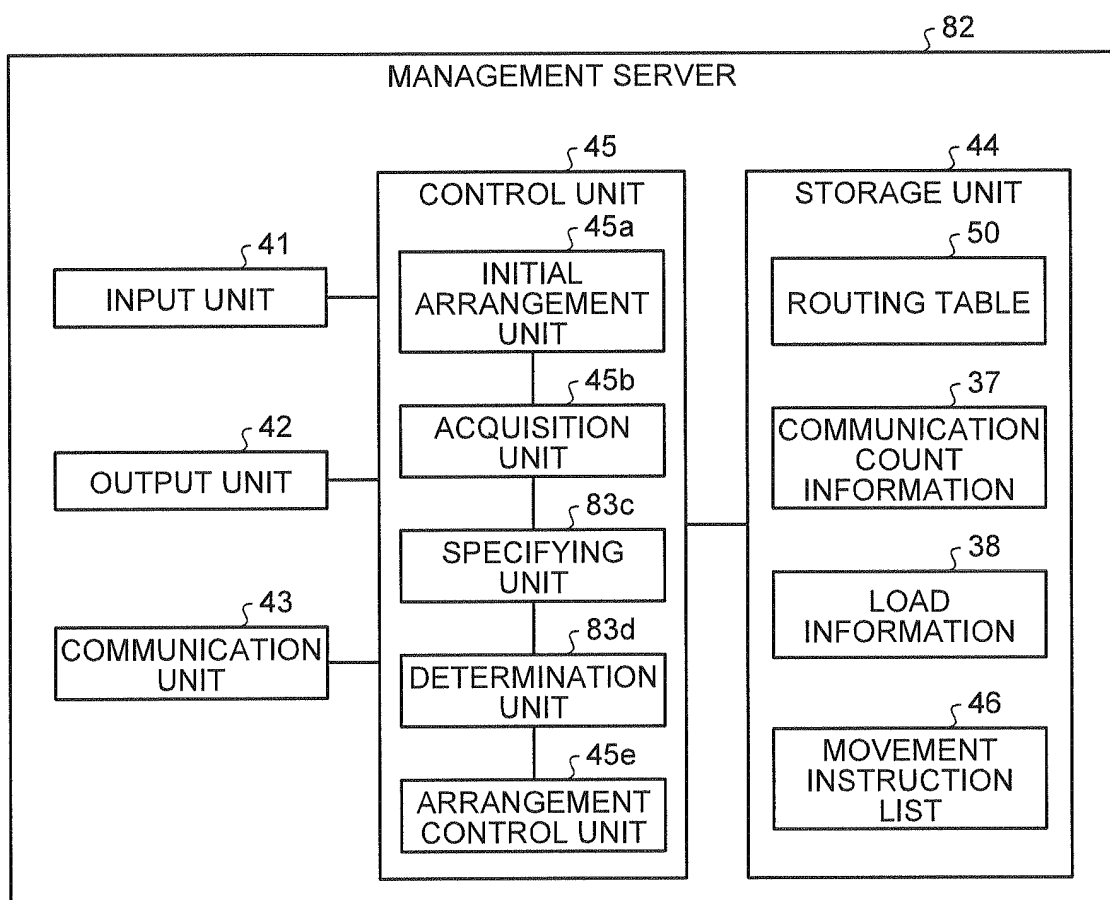 82
MANAGEMENT SERVER
41
INPUT UNIT
42
OUTPUT UNIT
43
COMMUNICATION
UNIT
45
CONTROL UNIT
45a
INITIAL
ARRANGEMENT
UNIT
45b
ACQUISITION
UNIT
83c
SPECIFYING
UNIT
83d
DETERMINATION
UNIT
45e
ARRANGEMENT
CONTROL UNIT
44
STORAGE UNIT
50
ROUTING TABLE
37
COMMUNICATION
COUNT
INFORMATION
38
LOAD
INFORMATION
46
MOVEMENT
INSTRUCTION
LIST